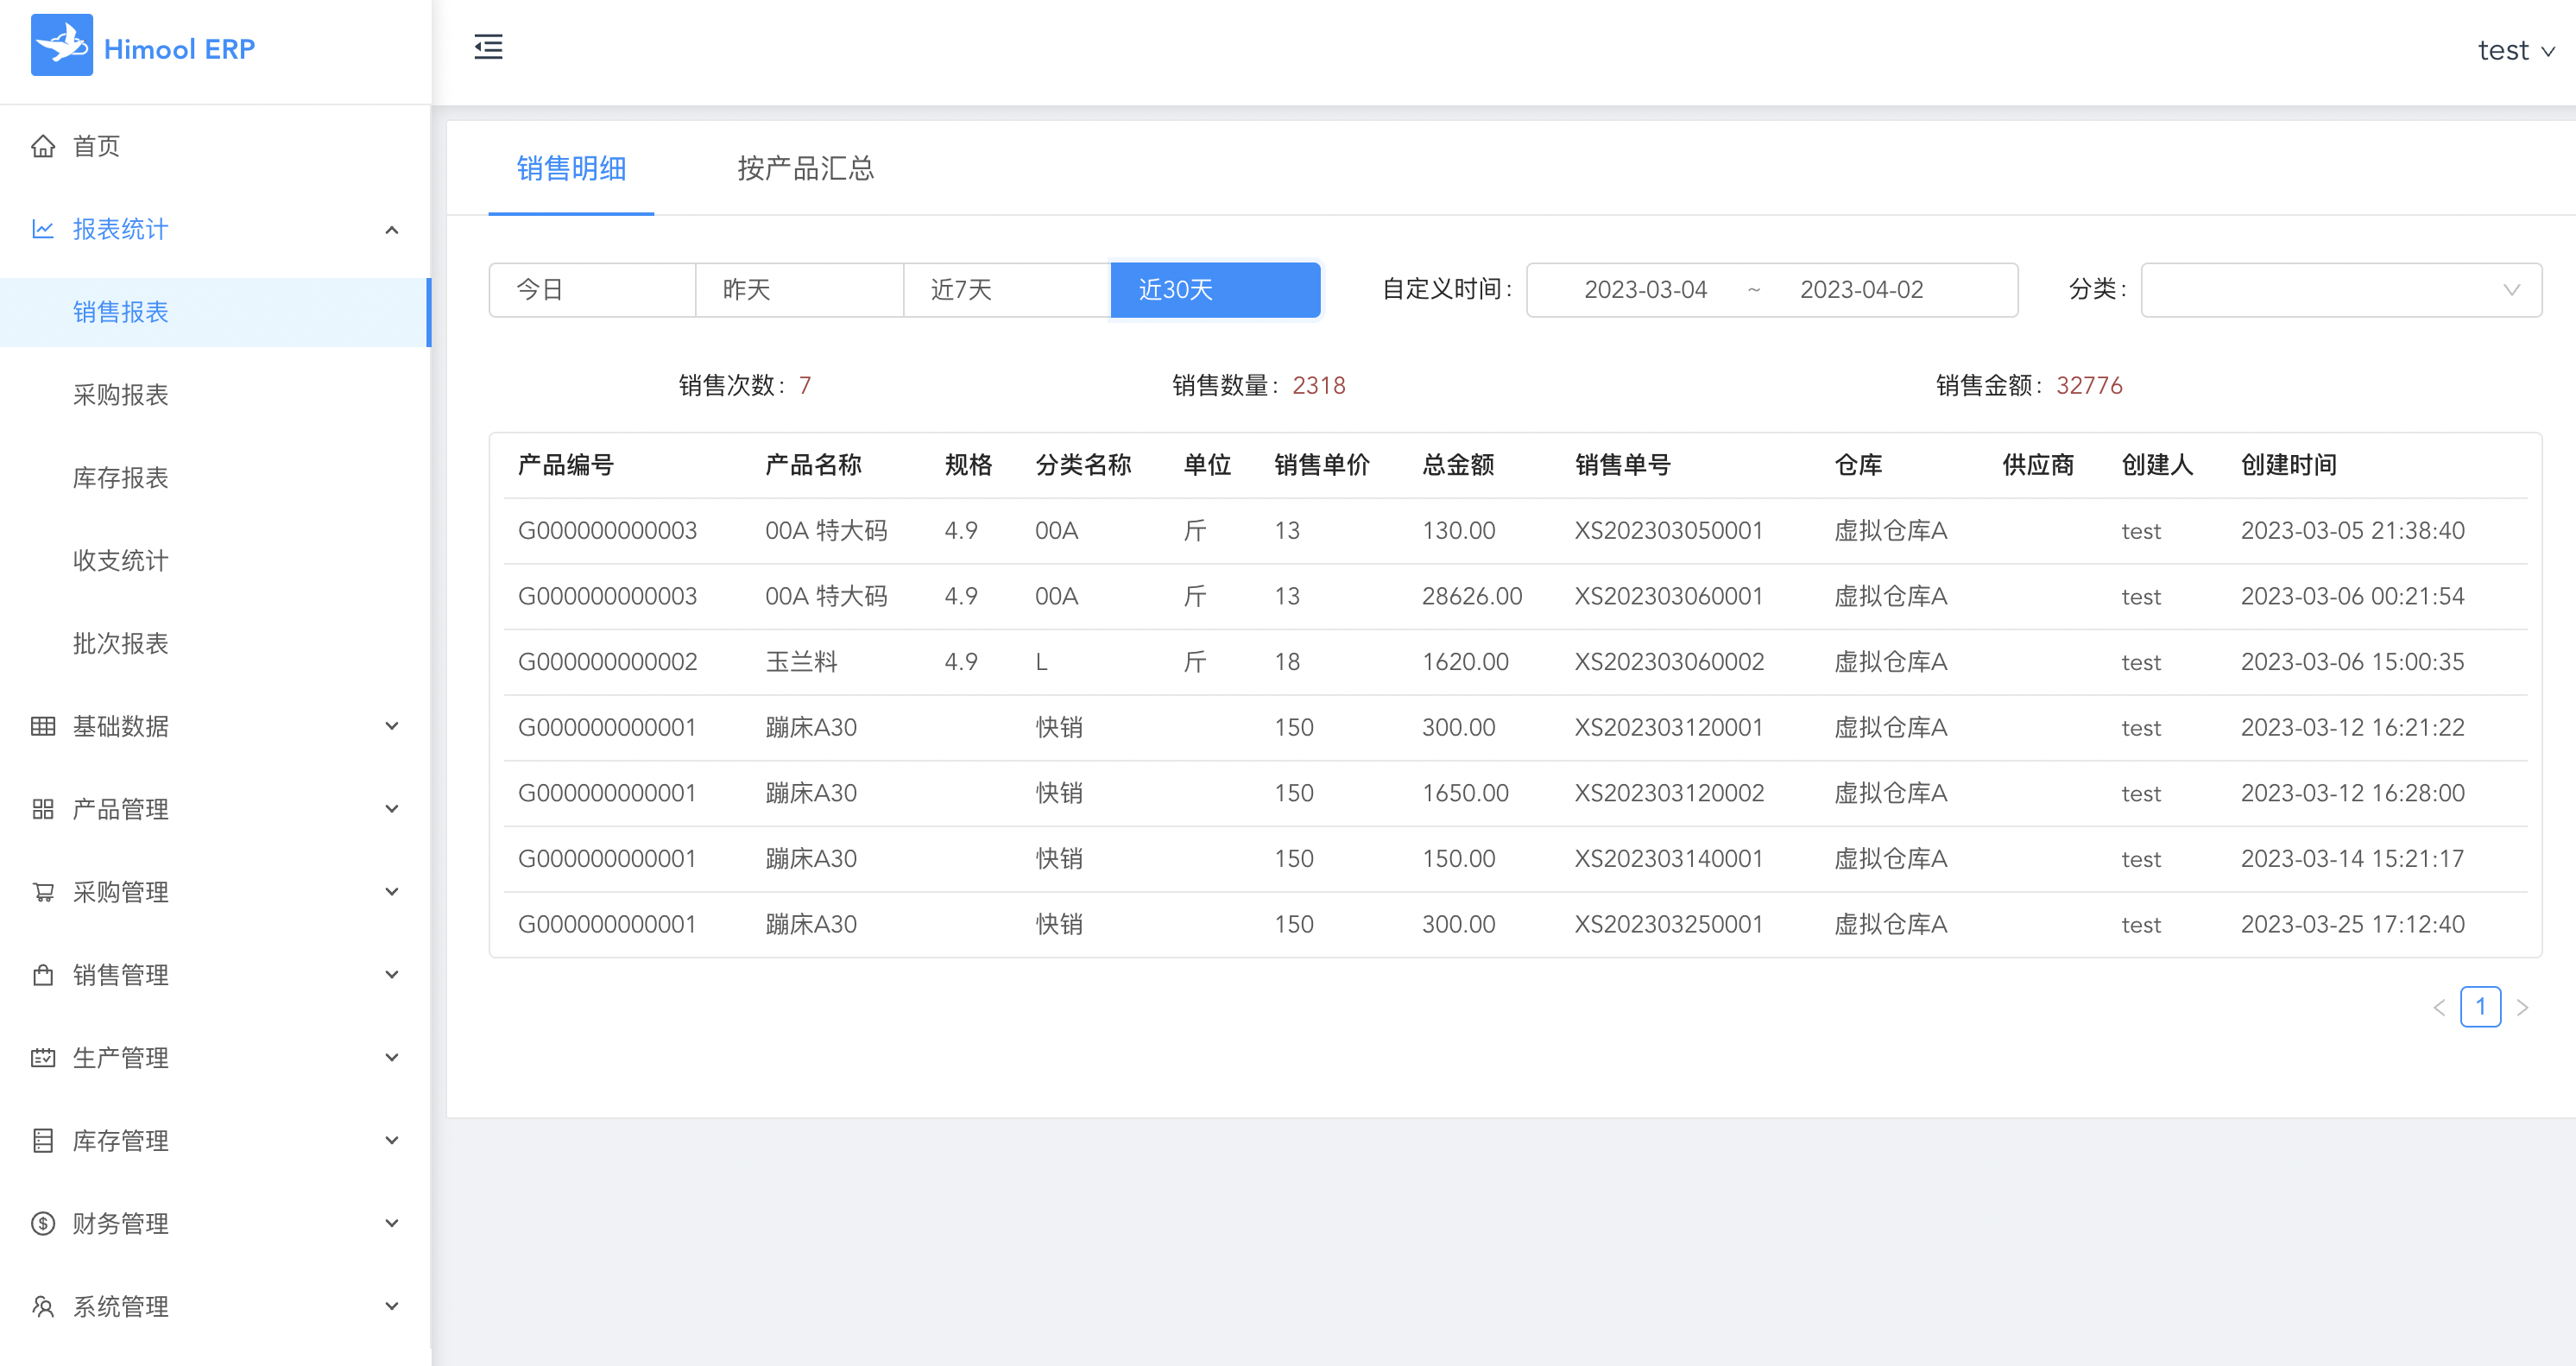 Himool ERP
test
首页
报表统计
销售报表
采购报表
库存报表
收支统计
批次报表
基础数据
产品管理
采购管理
销售管理
生产管理
库存管理
财务管理
系统管理
销售明细 按产品汇总
今日 昨天 近7天 近30天 自定义时间: 2023-03-04 ~ 2023-04-02 分类:
销售次数: 7 销售数量: 2318 销售金额: 32776
产品编号 产品名称 规格 分类名称 单位 销售单价 总金额 销售单号 仓库 供应商 创建人 创建时间
G000000000003 00A 特大码 4.9 00A 斤 13 130.00 XS202303050001 虚拟仓库A test 2023-03-05 21:38:40
G000000000003 00A 特大码 4.9 00A 斤 13 28626.00 XS202303060001 虚拟仓库A test 2023-03-06 00:21:54
G000000000002 玉兰料 4.9 L 斤 18 1620.00 XS202303060002 虚拟仓库A test 2023-03-06 15:00:35
G000000000001 蹦床A30 快销 150 300.00 XS202303120001 虚拟仓库A test 2023-03-12 16:21:22
G000000000001 蹦床A30 快销 150 1650.00 XS202303120002 虚拟仓库A test 2023-03-12 16:28:00
G000000000001 蹦床A30 快销 150 150.00 XS202303140001 虚拟仓库A test 2023-03-14 15:21:17
G000000000001 蹦床A30 快销 150 300.00 XS202303250001 虚拟仓库A test 2023-03-25 17:12:40
1